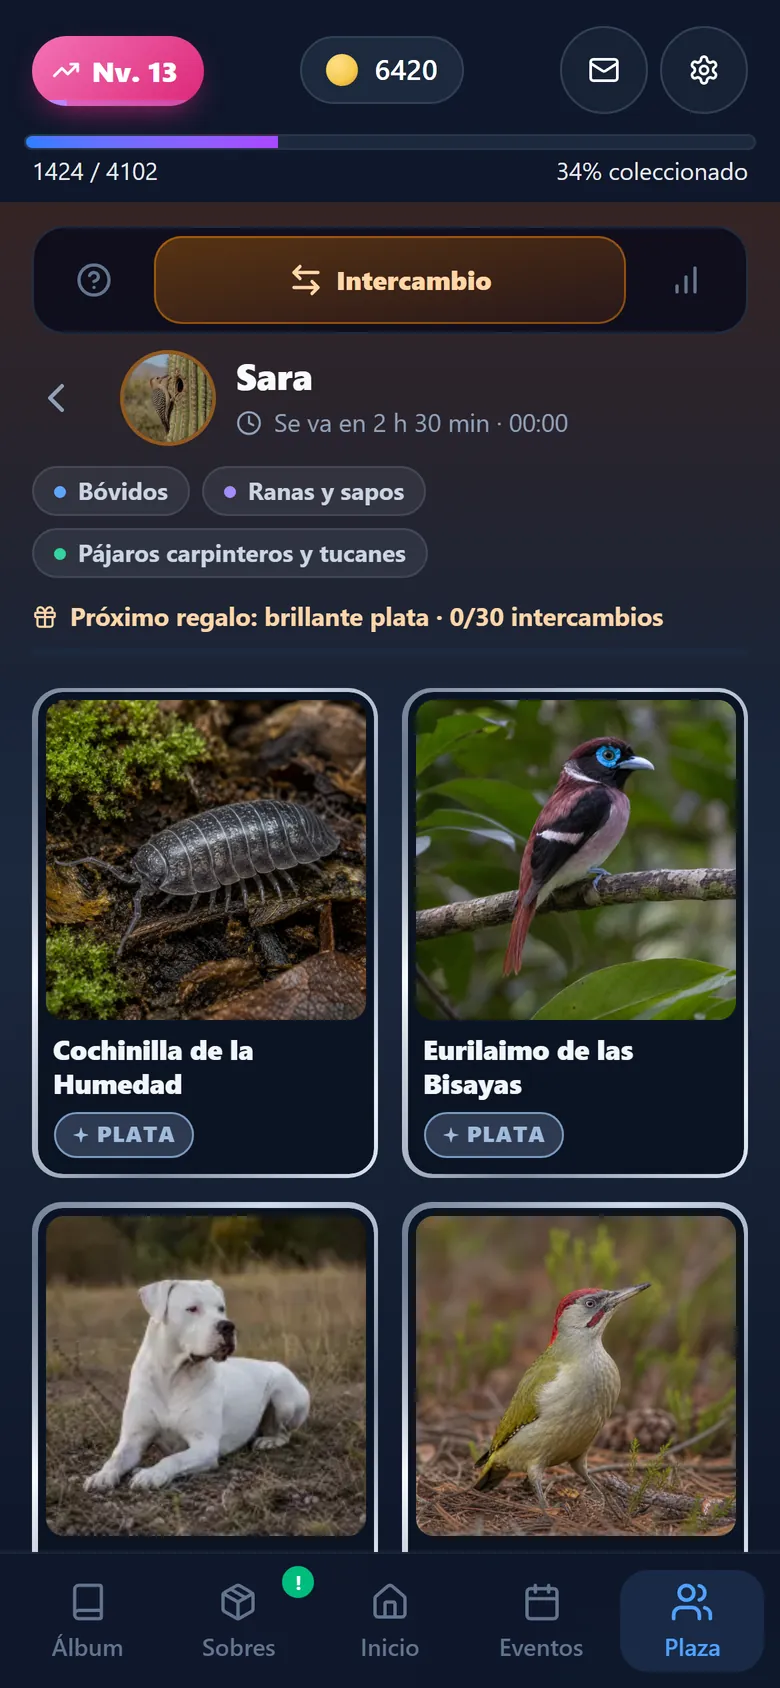 Nv. 13
6420
1424 / 4102
34% coleccionado
Intercambio
Sara
Se va en 2 h 30 min · 00:00
Bóvidos
Ranas y sapos
Pájaros carpinteros y tucanes
Próximo regalo: brillante plata · 0/30 intercambios
Cochinilla de la
Humedad
PLATA
Eurilaimo de las
Bisayas
PLATA
!
Álbum
Sobres
Inicio
Eventos
Plaza